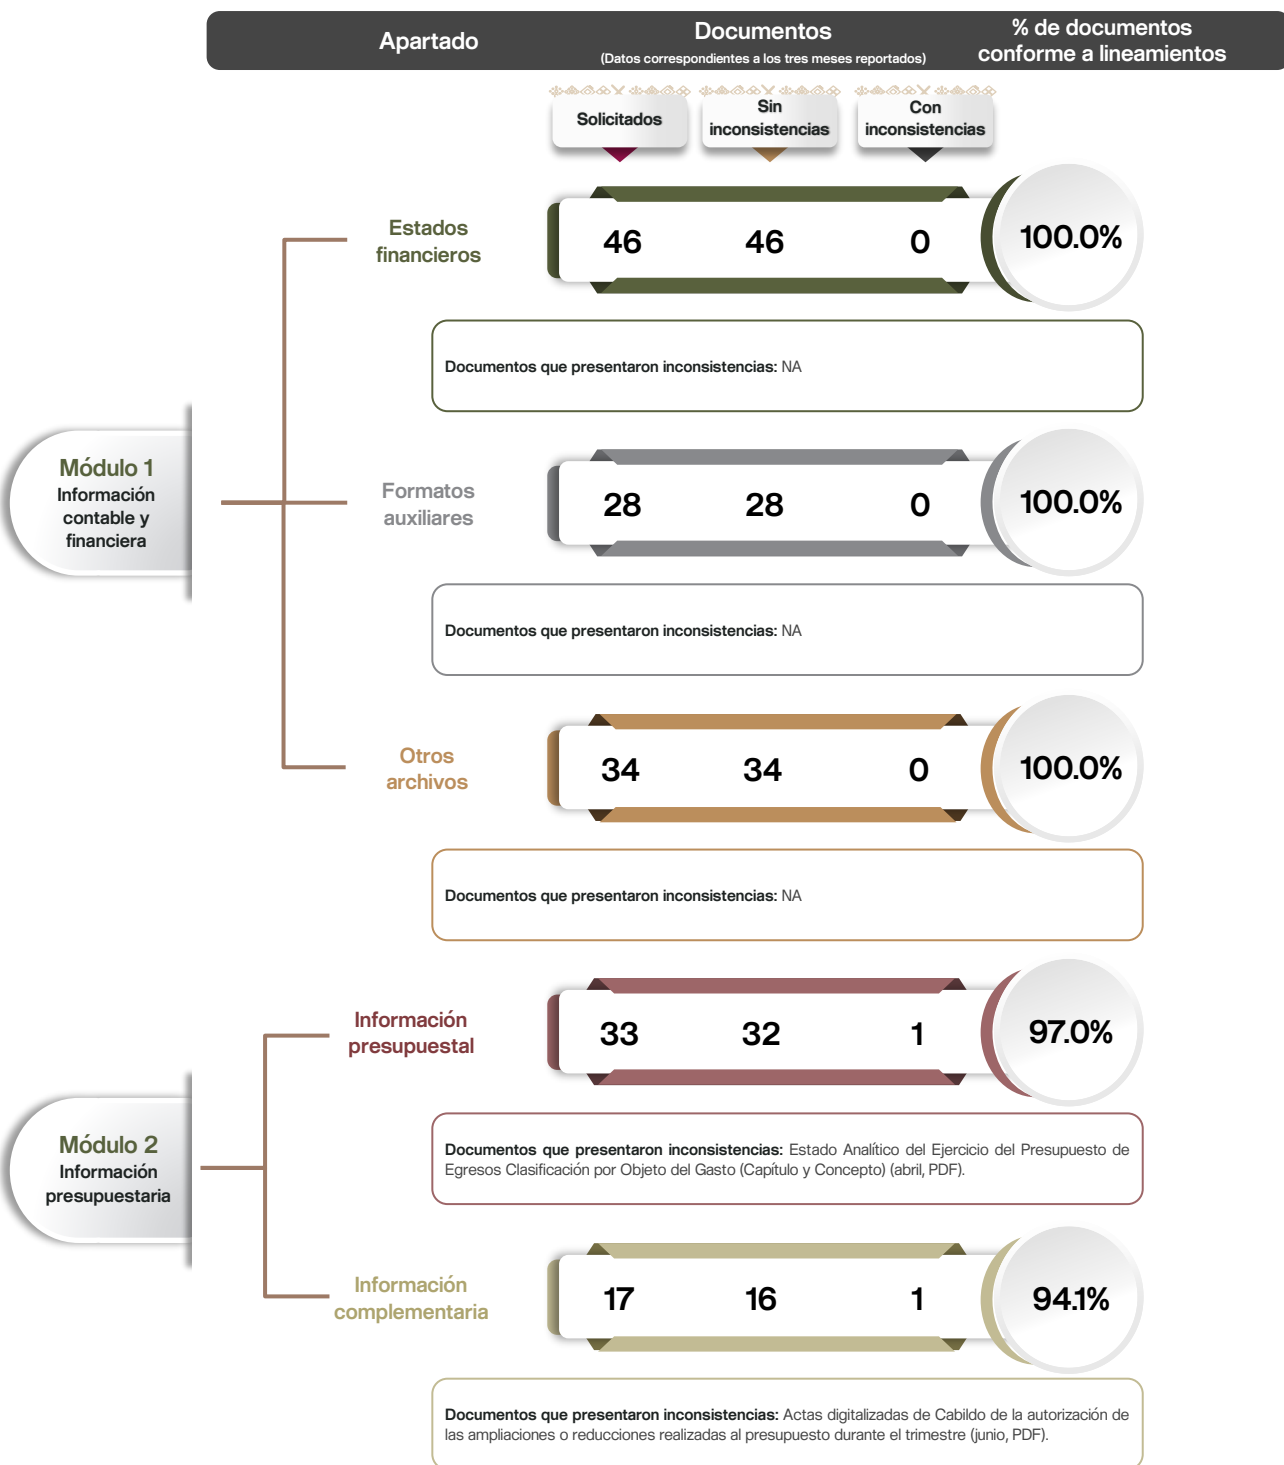 Apartado
Documentos
(Datos correspondientes a los tres meses reportados)
% de documentos
conforme a lineamientos
Solicitados
Sin
inconsistencias
Con
inconsistencias
Módulo 1
Información
contable y
financiera
Estados
financieros
46 46 0 100.0%
Documentos que presentaron inconsistencias: NA
Formatos
auxiliares
28 28 0 100.0%
Documentos que presentaron inconsistencias: NA
Otros
archivos
34 34 0 100.0%
Documentos que presentaron inconsistencias: NA
Módulo 2
Información
presupuestaria
Información
presupuestal
33 32 1 97.0%
Documentos que presentaron inconsistencias: Estado Analítico del Ejercicio del Presupuesto de
Egresos Clasificación por Objeto del Gasto (Capítulo y Concepto) (abril, PDF).
Información
complementaria
17 16 1 94.1%
Documentos que presentaron inconsistencias: Actas digitalizadas de Cabildo de la autorización de
las ampliaciones o reducciones realizadas al presupuesto durante el trimestre (junio, PDF).